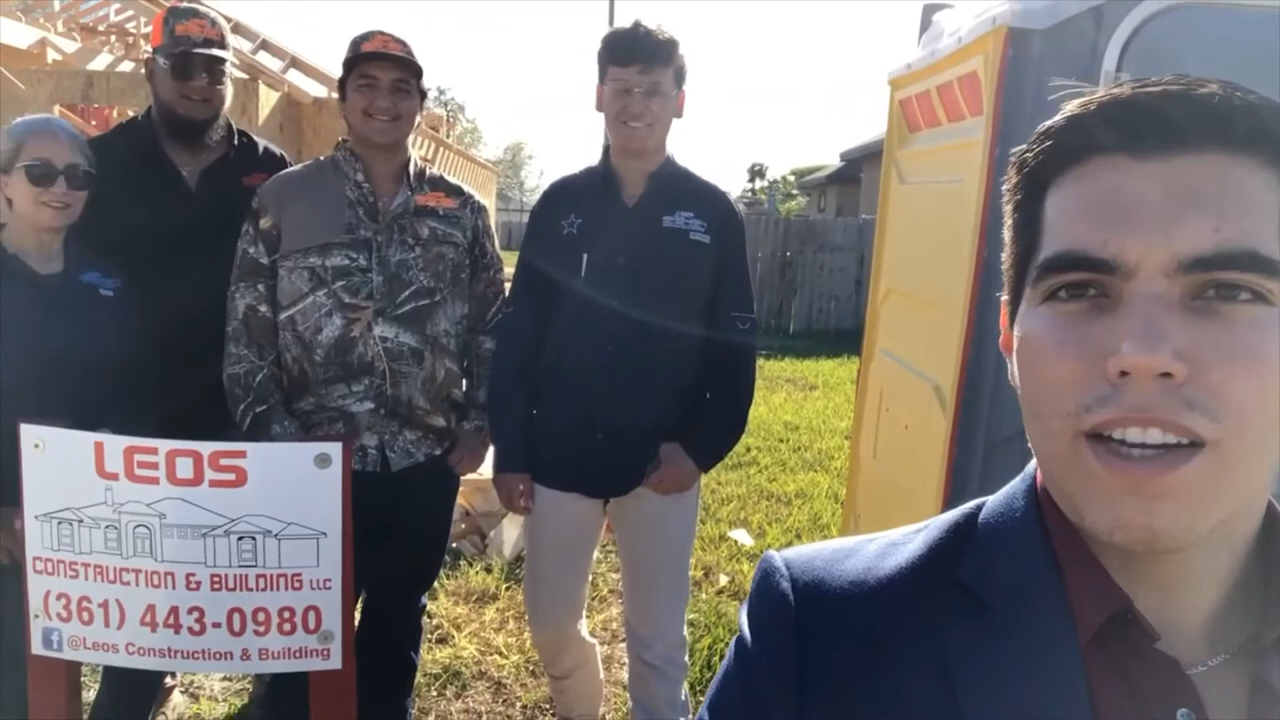 LEOS
CONSTRUCTION & BUILDING LLC
(361) 443-0980
f @Leos Construction & Building